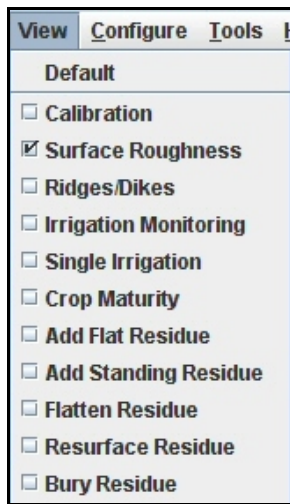 View Configure Tools
Default
Calibration
Surface Roughness
Ridges/Dikes
Irrigation Monitoring
Single Irrigation
Crop Maturity
Add Flat Residue
Add Standing Residue
Flatten Residue
Resurface Residue
Bury Residue